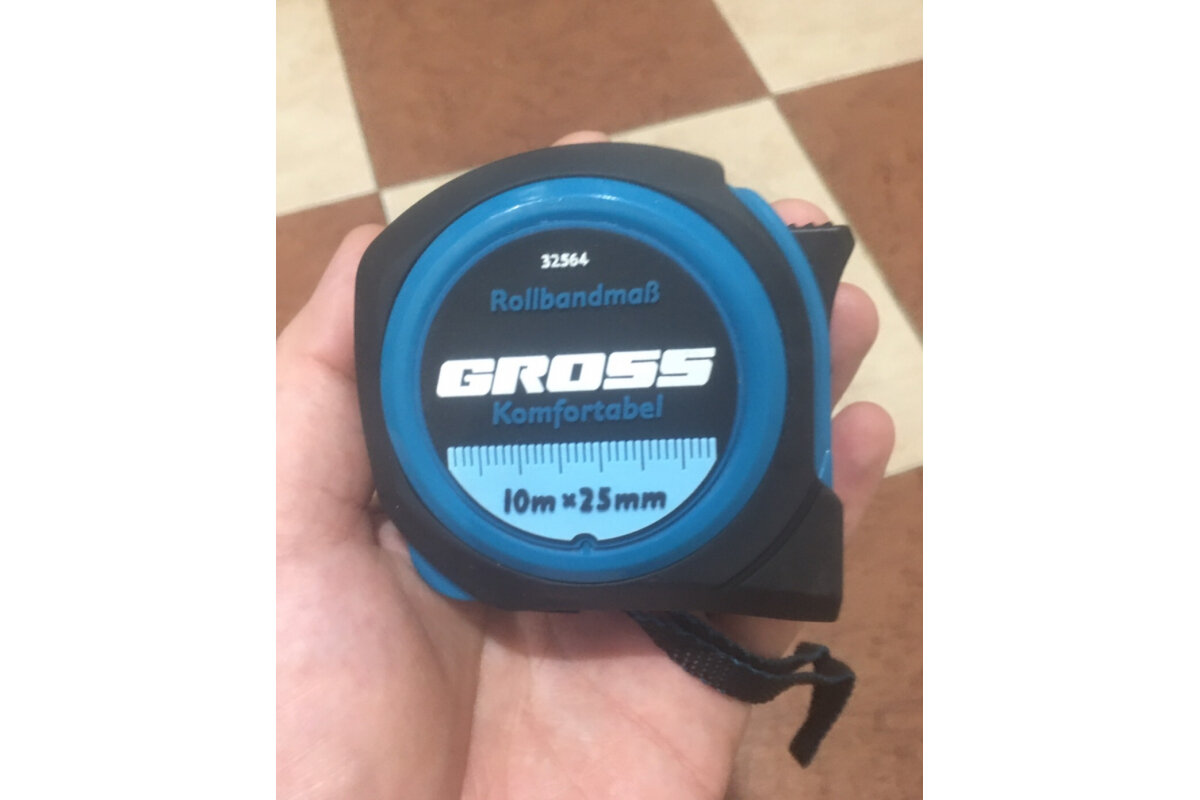 32564
Rollbandmaß
GROSS
Komfortabel
10m × 25mm